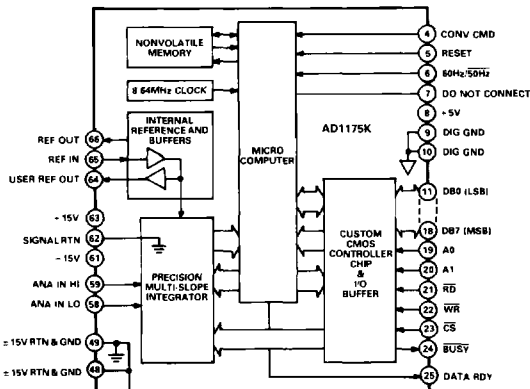 NONVOLATILE
MEMORY
8 64MHz CLOCK
INTERNAL
REFERENCE AND
BUFFERS
MICRO
COMPUTER
AD1175K
PRECISION
MULTI-SLOPE
INTEGRATOR
CUSTOM
CMOS
CONTROLLER
CHIP
&
I/O
BUFFER
REF OUT 66
REF IN 65
USER REF OUT 64
+ 15V 63
SIGNAL RTN 62
- 15V 61
ANA IN HI 59
ANA IN LO 58
± 15V RTN & GND 49
± 15V RTN & GND 48
4 CONV CMD
5 RESET
6 60Hz/50Hz
7 DO NOT CONNECT
8 + 5V
9 DIG GND
10 DIG GND
11 DB0 (LSB)
18 DB7 (MSB)
19 A0
20 A1
21 RD
22 WR
23 CS
24 BUSY
25 DATA RDY